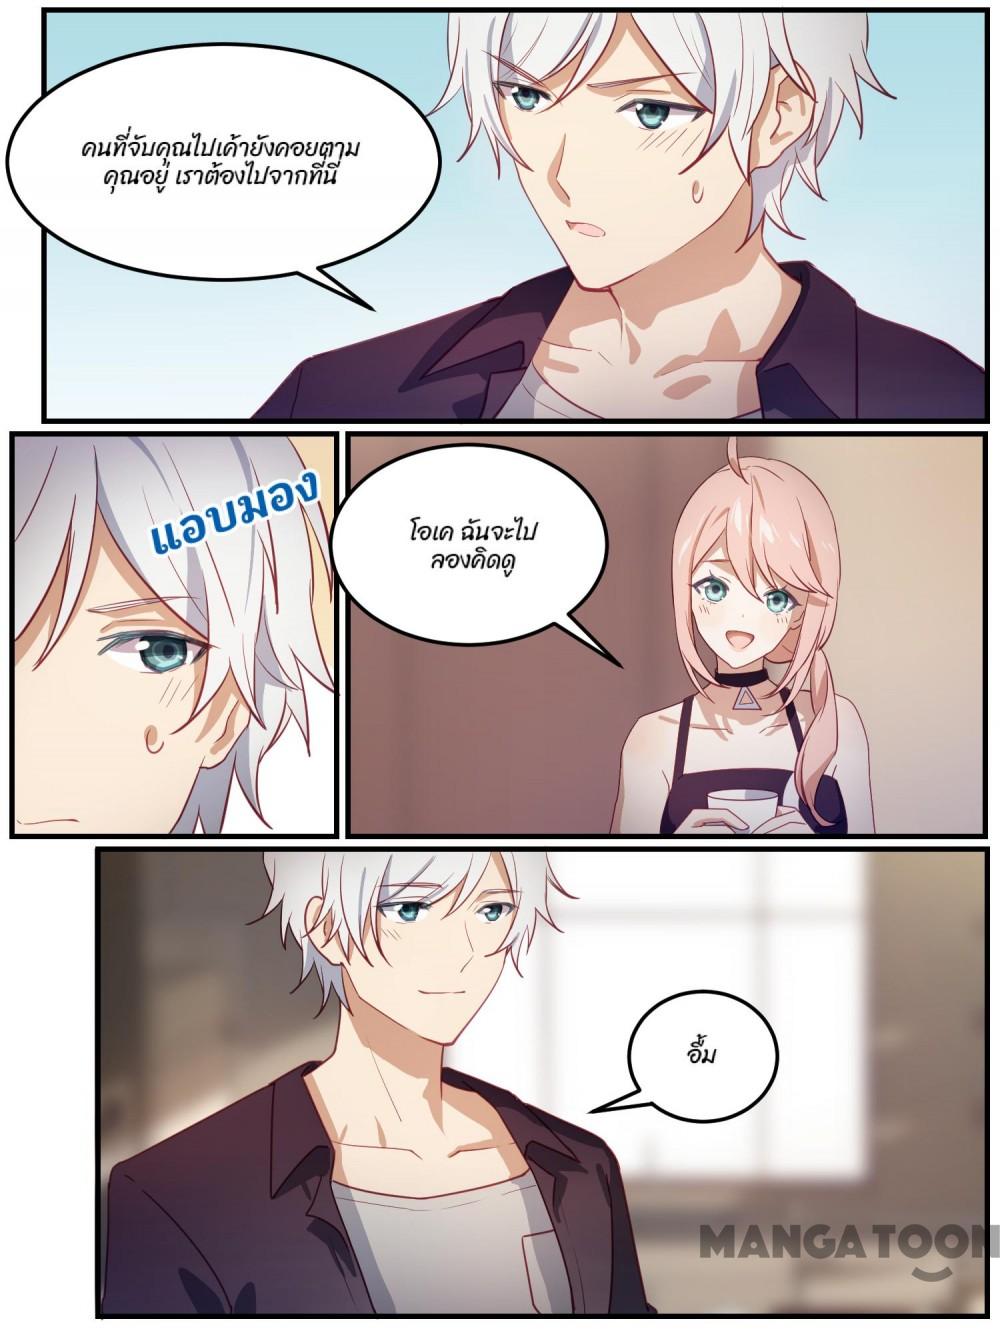 คนที่จับคุณไปเค้ายังคอยตาม
คุณอยู่ เราต้องไปจากที่นี่
แอบมอง
โอเค ฉันจะไป
ลองคิดดู
อื้ม
MANGATOON